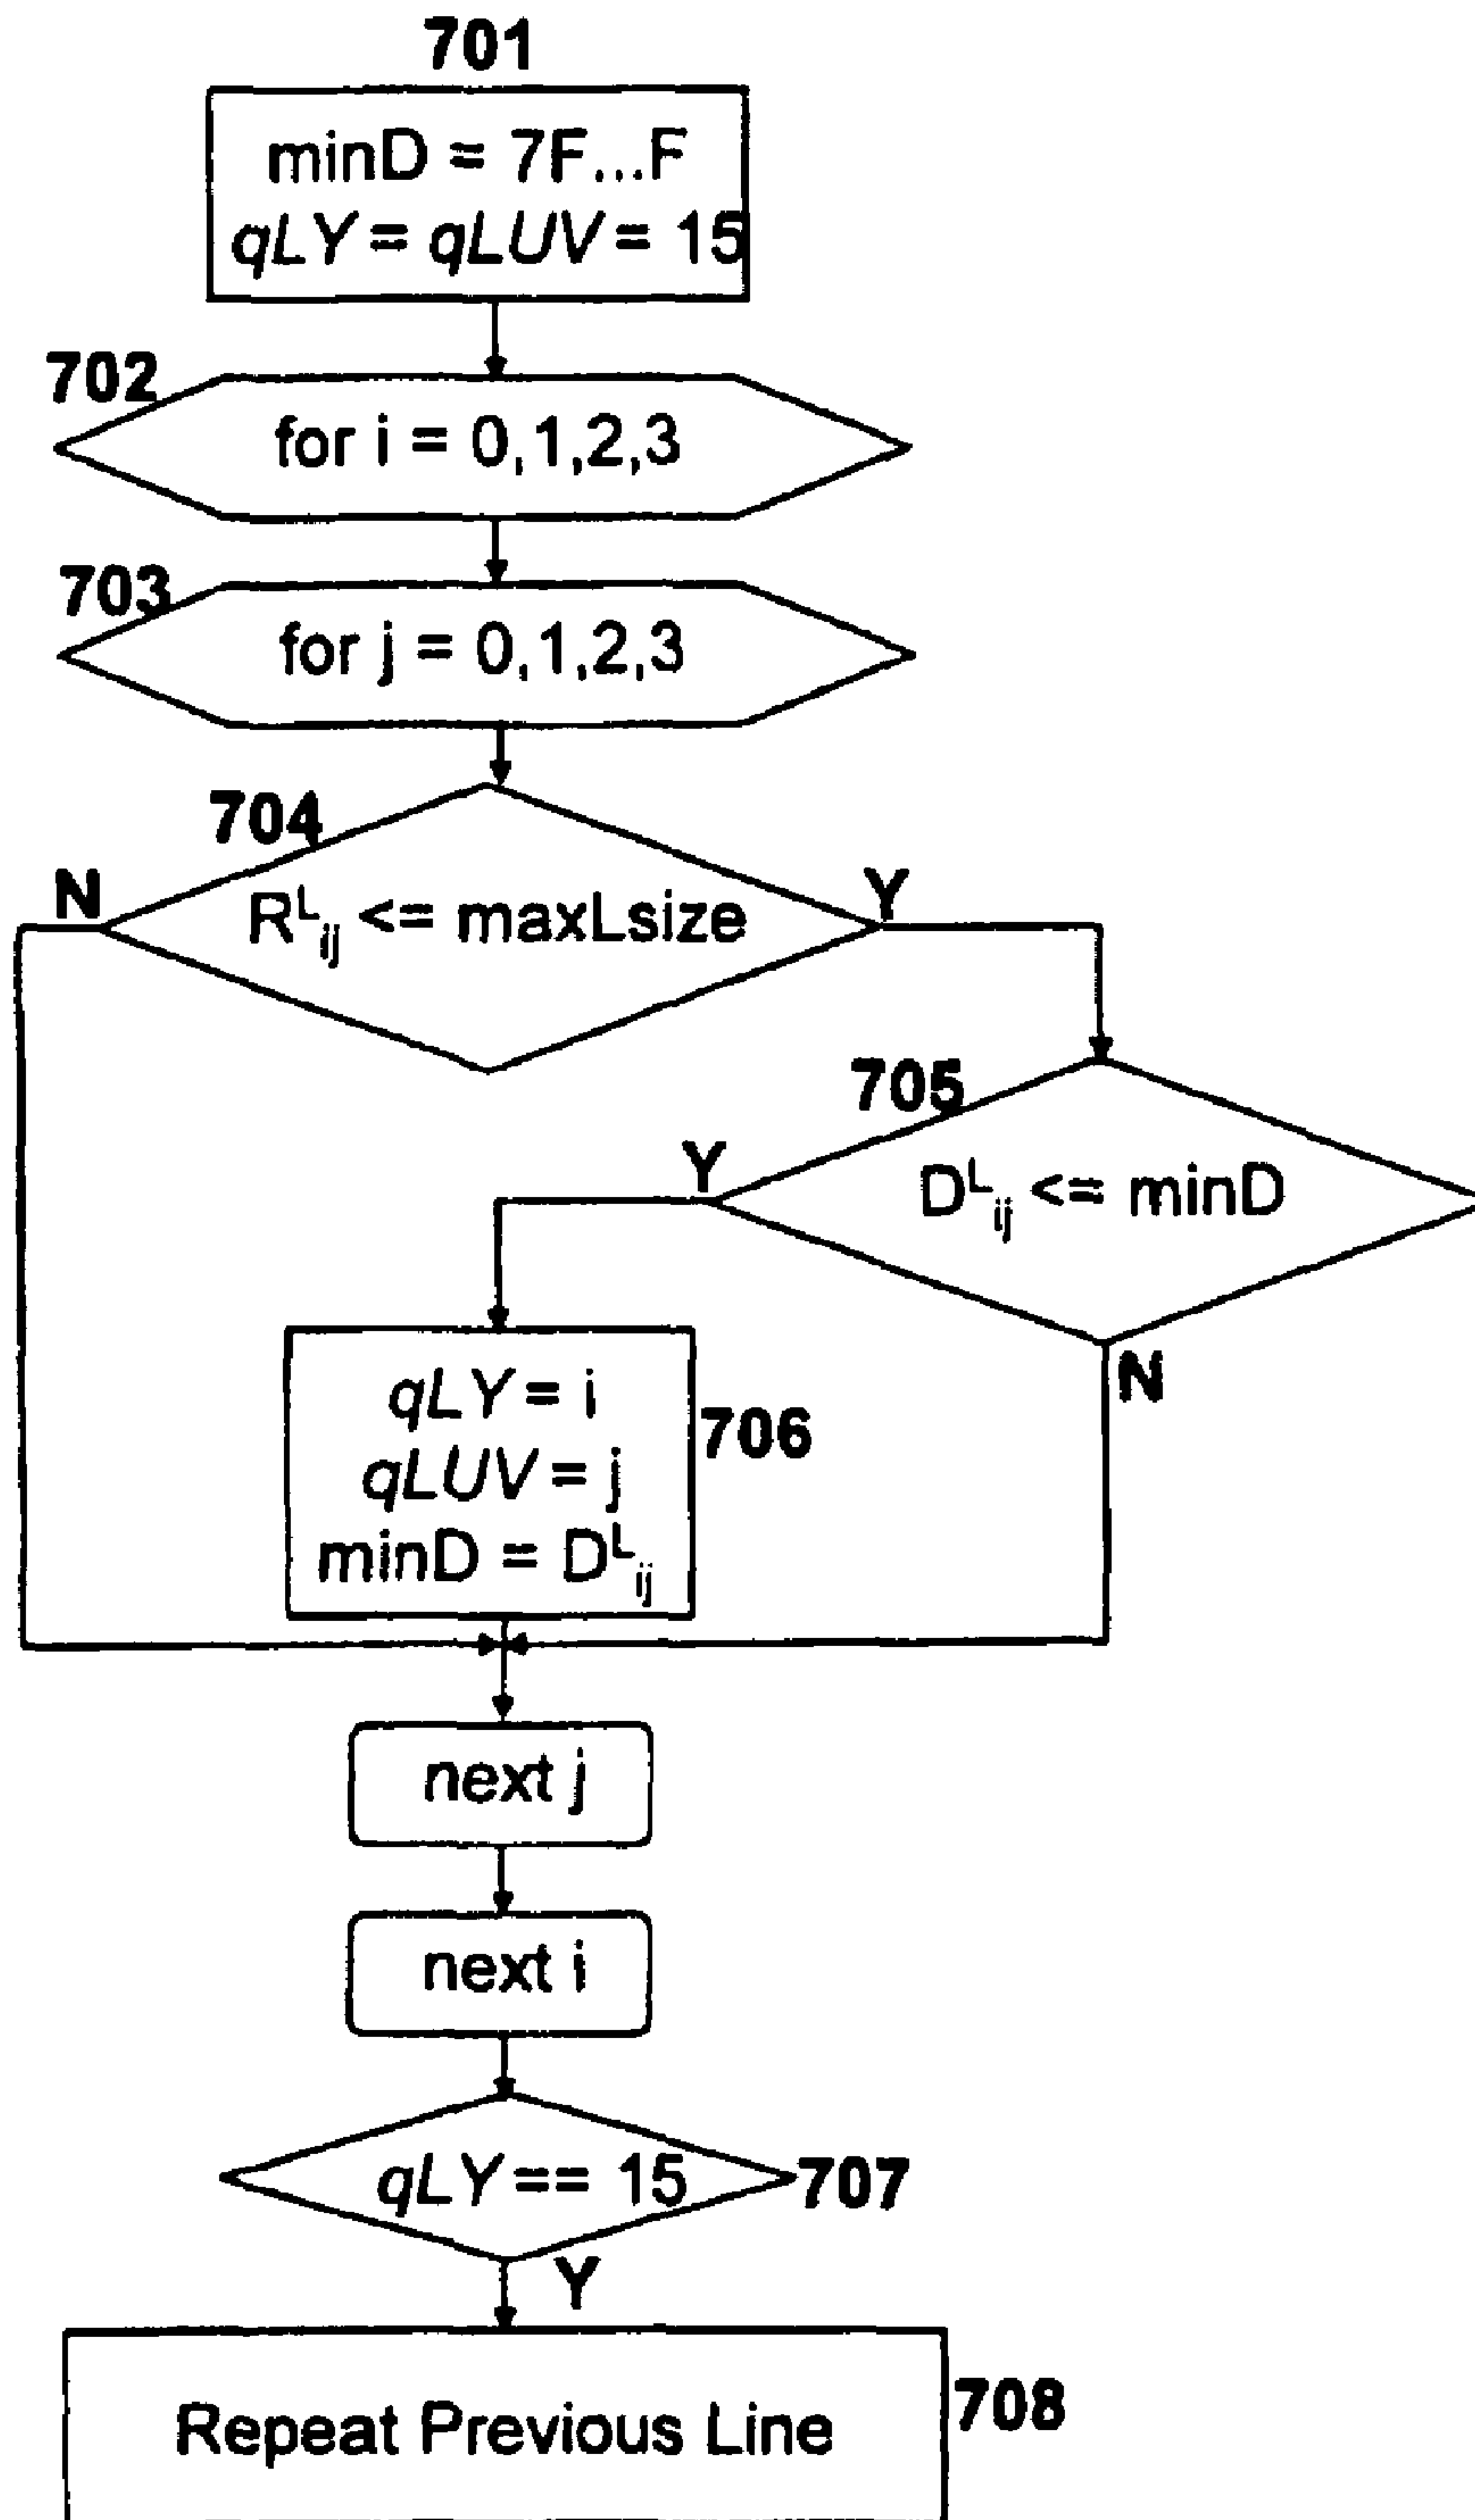 701
minD = 7F...F
qLY = qLUV = 15
702
for i = 0,1,2,3
703
for j = 0,1,2,3
704
N
R^L_ij <= maxLsize
Y
705
Y
D^L_ij <= minD
N
qLY = i
qLUV = j
minD = D^L_ij
706
next j
next i
qLY == 15
707
Y
Repeat Previous Line
708